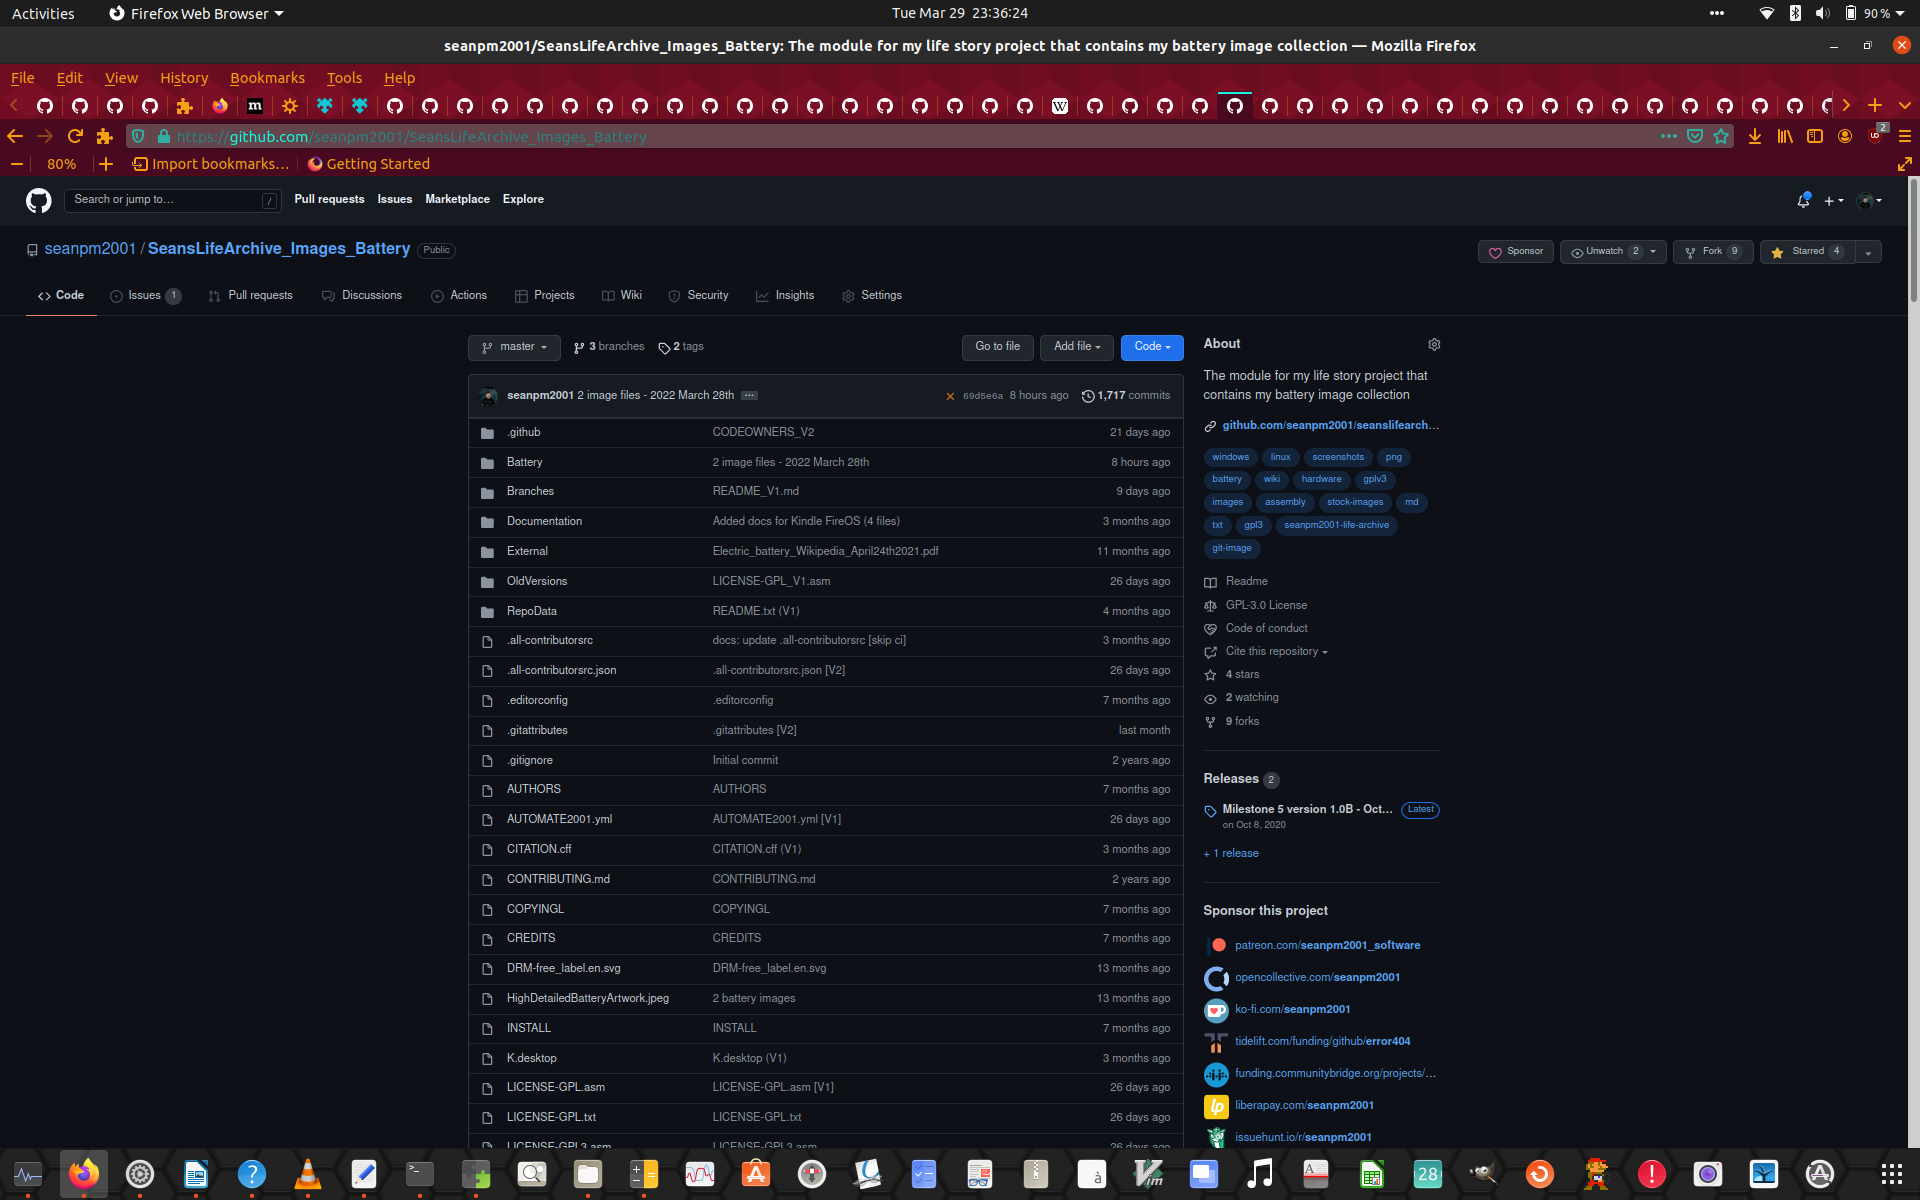 Activities Firefox Web Browser Tue Mar 29 23:36:24 90 %
seanpm2001/SeansLifeArchive_Images_Battery: The module for my life story project that contains my battery image collection — Mozilla Firefox
File Edit View History Bookmarks Tools Help
https://github.com/seanpm2001/SeansLifeArchive_Images_Battery 2
80% Import bookmarks… Getting Started
Search or jump to… / Pull requests Issues Marketplace Explore
seanpm2001 / SeansLifeArchive_Images_Battery Public Sponsor Unwatch 2 Fork 9 Starred 4
Code Issues 1 Pull requests Discussions Actions Projects Wiki Security Insights Settings
master 3 branches 2 tags Go to file Add file Code
seanpm2001 2 image files - 2022 March 28th 69d5e6a 8 hours ago 1,717 commits
.github CODEOWNERS_V2 21 days ago
Battery 2 image files - 2022 March 28th 8 hours ago
Branches README_V1.md 9 days ago
Documentation Added docs for Kindle FireOS (4 files) 3 months ago
External Electric_battery_Wikipedia_April24th2021.pdf 11 months ago
OldVersions LICENSE-GPL_V1.asm 26 days ago
RepoData README.txt (V1) 4 months ago
.all-contributorsrc docs: update .all-contributorsrc [skip ci] 3 months ago
.all-contributorsrc.json .all-contributorsrc.json [V2] 26 days ago
.editorconfig .editorconfig 7 months ago
.gitattributes .gitattributes [V2] last month
.gitignore Initial commit 2 years ago
AUTHORS AUTHORS 7 months ago
AUTOMATE2001.yml AUTOMATE2001.yml [V1] 26 days ago
CITATION.cff CITATION.cff (V1) 3 months ago
CONTRIBUTING.md CONTRIBUTING.md 2 years ago
COPYINGL COPYINGL 7 months ago
CREDITS CREDITS 7 months ago
DRM-free_label.en.svg DRM-free_label.en.svg 13 months ago
HighDetailedBatteryArtwork.jpeg 2 battery images 13 months ago
INSTALL INSTALL 7 months ago
K.desktop K.desktop (V1) 3 months ago
LICENSE-GPL.asm LICENSE-GPL.asm [V1] 26 days ago
LICENSE-GPL.txt LICENSE-GPL.txt 26 days ago
LICENSE-GPL3.asm LICENSE-GPL3.asm 26 days ago
About
The module for my life story project that
contains my battery image collection
github.com/seanpm2001/seanslifearch…
windows linux screenshots png
battery wiki hardware gplv3
images assembly stock-images md
txt gpl3 seanpm2001-life-archive
git-image
Readme
GPL-3.0 License
Code of conduct
Cite this repository
4 stars
2 watching
9 forks
Releases 2
Milestone 5 version 1.0B - Oct… Latest
on Oct 8, 2020
+ 1 release
Sponsor this project
patreon.com/seanpm2001_software
opencollective.com/seanpm2001
ko-fi.com/seanpm2001
tidelift.com/funding/github/error404
funding.communitybridge.org/projects/…
liberapay.com/seanpm2001
issuehunt.io/r/seanpm2001
28